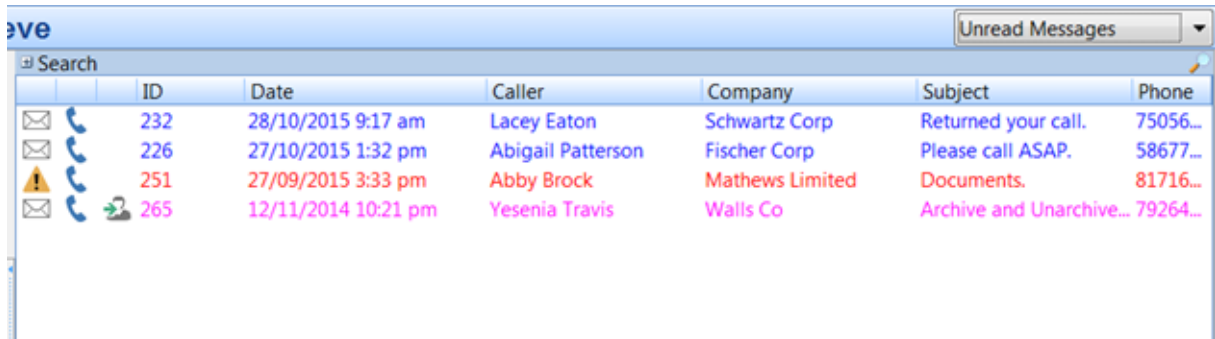 eve Unread Messages
Search
ID Date Caller Company Subject Phone
232 28/10/2015 9:17 am Lacey Eaton Schwartz Corp Returned your call. 75056...
226 27/10/2015 1:32 pm Abigail Patterson Fischer Corp Please call ASAP. 58677...
251 27/09/2015 3:33 pm Abby Brock Mathews Limited Documents. 81716...
265 12/11/2014 10:21 pm Yesenia Travis Walls Co Archive and Unarchive... 79264...